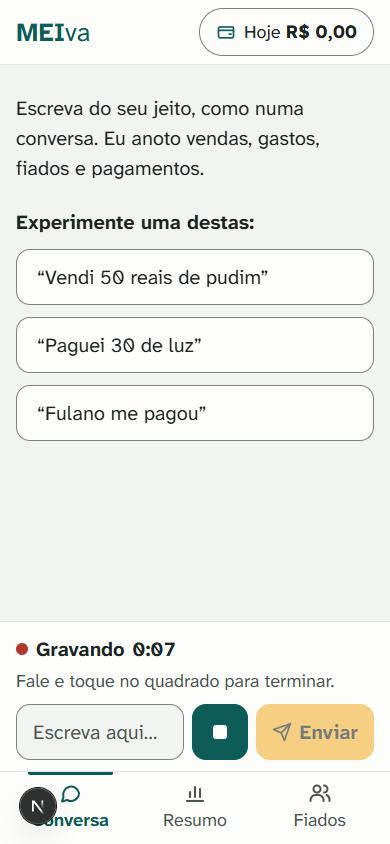 MEIva
Hoje R$ 0,00
Escreva do seu jeito, como numa
conversa. Eu anoto vendas, gastos,
fiados e pagamentos.
Experimente uma destas:
“Vendi 50 reais de pudim”
“Paguei 30 de luz”
“Fulano me pagou”
Gravando 0:07
Fale e toque no quadrado para terminar.
Escreva aqui...
Enviar
N
onversa
Resumo
Fiados